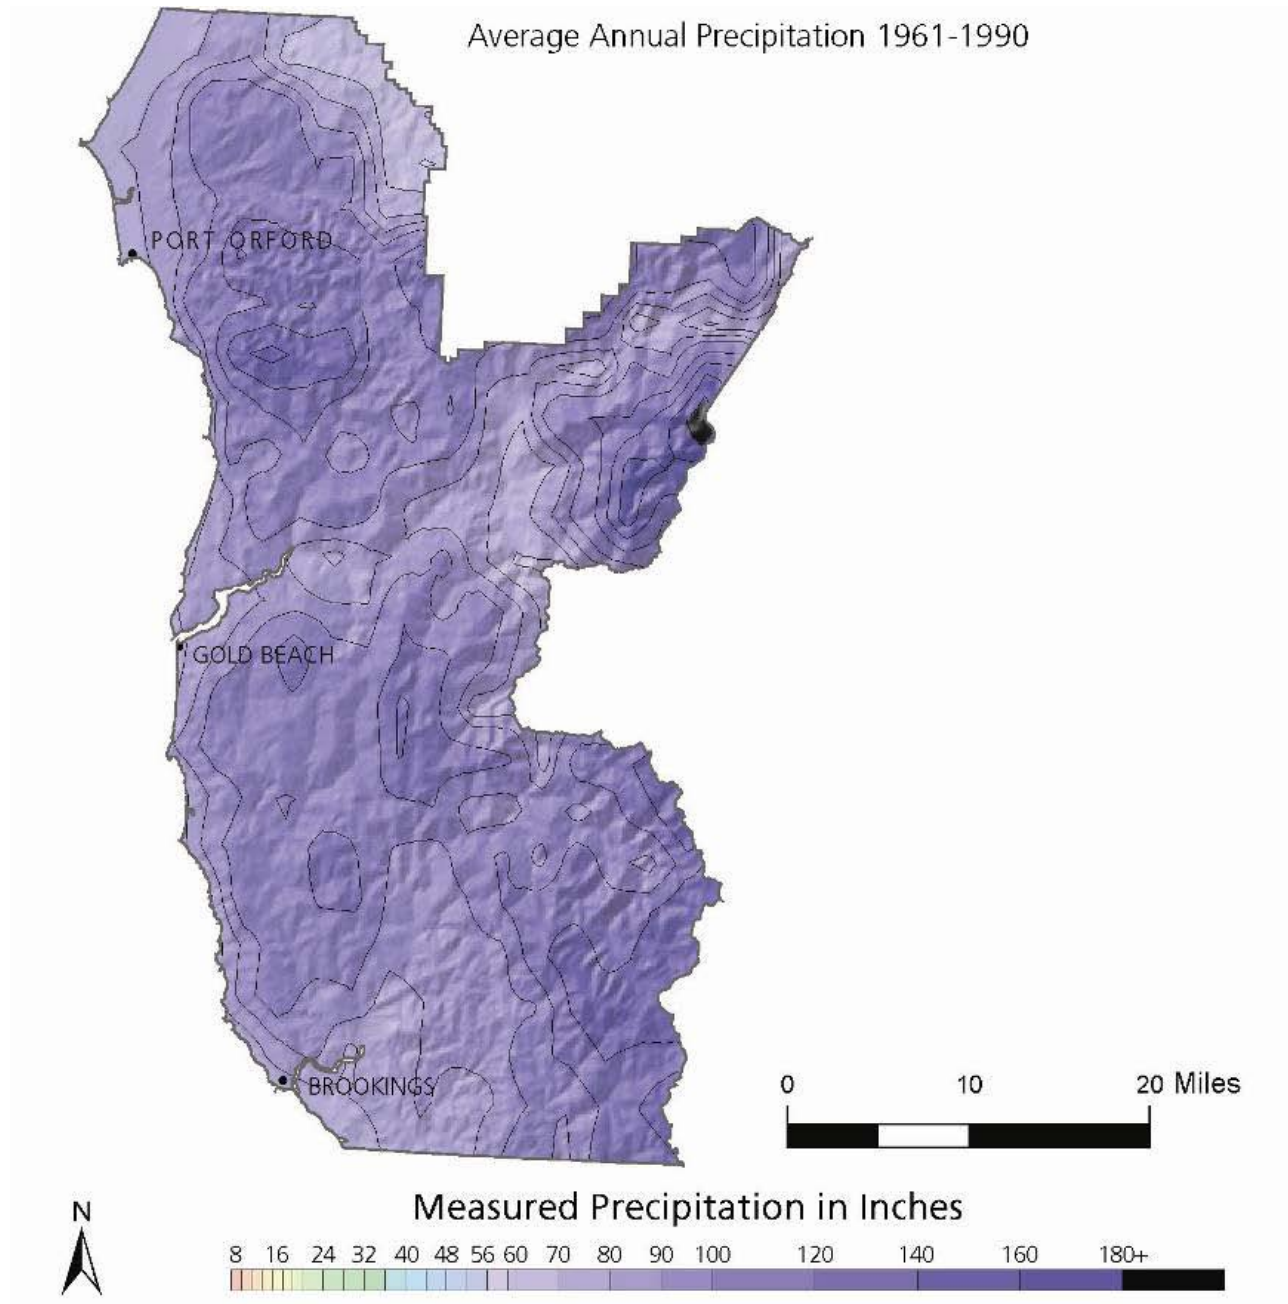 Average Annual Precipitation 1961-1990
PORT ORFORD
GOLD BEACH
BROOKINGS
0 10 20 Miles
N
Measured Precipitation in Inches
8 16 24 32 40 48 56 60 70 80 90 100 120 140 160 180+